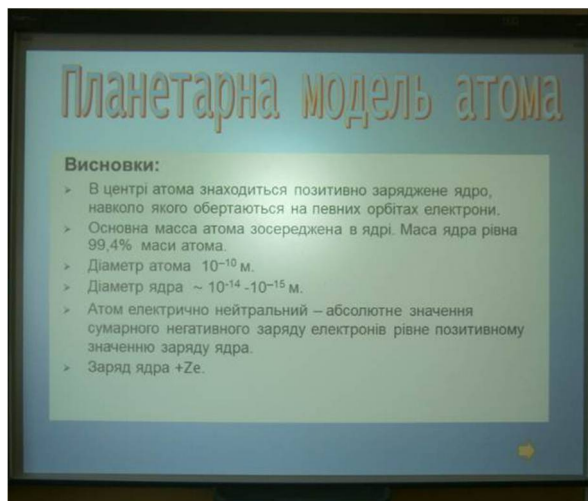 Планетарна модель атома
Висновки:
➢ В центрі атома знаходиться позитивно заряджене ядро,
навколо якого обертаються на певних орбітах електрони.
➢ Основна масса атома зосереджена в ядрі. Маса ядра рівна
99,4% маси атома.
➢ Діаметр атома 10⁻¹⁰ м.
➢ Діаметр ядра ~ 10⁻¹⁴ -10⁻¹⁵ м.
➢ Атом електрично нейтральний – абсолютне значення
сумарного негативного заряду електронів рівне позитивному
значенню заряду ядра.
➢ Заряд ядра +Ze.